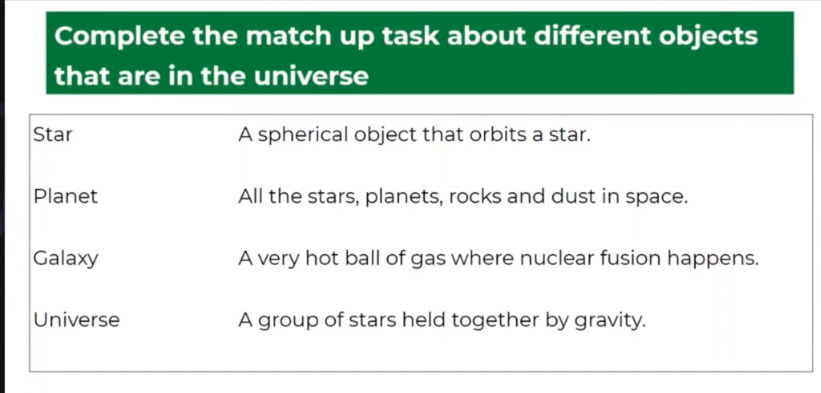 Complete the match up task about different objects
that are in the universe
Star A spherical object that orbits a star.
Planet All the stars, planets, rocks and dust in space.
Galaxy A very hot ball of gas where nuclear fusion happens.
Universe A group of stars held together by gravity.